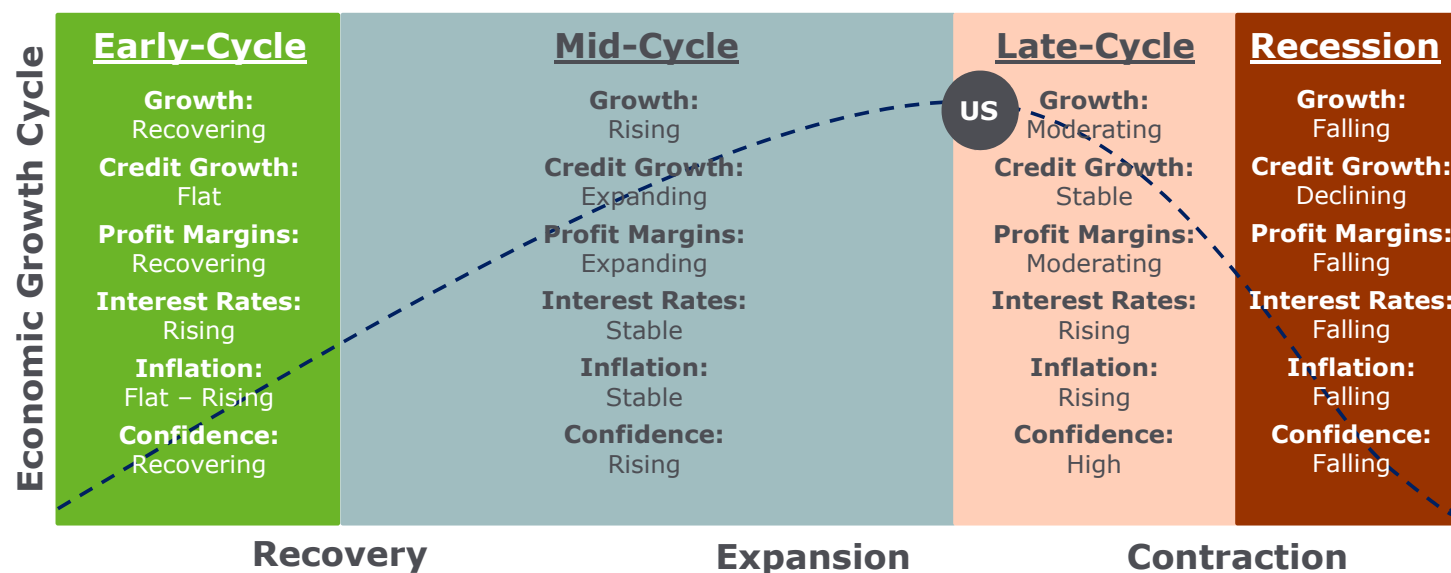 Economic Growth Cycle
Early-Cycle
Growth:
Recovering
Credit Growth:
Flat
Profit Margins:
Recovering
Interest Rates:
Rising
Inflation:
Flat – Rising
Confidence:
Recovering
Mid-Cycle
Growth:
Rising
Credit Growth:
Expanding
Profit Margins:
Expanding
Interest Rates:
Stable
Inflation:
Stable
Confidence:
Rising
US
Late-Cycle
Growth:
Moderating
Credit Growth:
Stable
Profit Margins:
Moderating
Interest Rates:
Rising
Inflation:
Rising
Confidence:
High
Recession
Growth:
Falling
Credit Growth:
Declining
Profit Margins:
Falling
Interest Rates:
Falling
Inflation:
Falling
Confidence:
Falling
Recovery
Expansion
Contraction